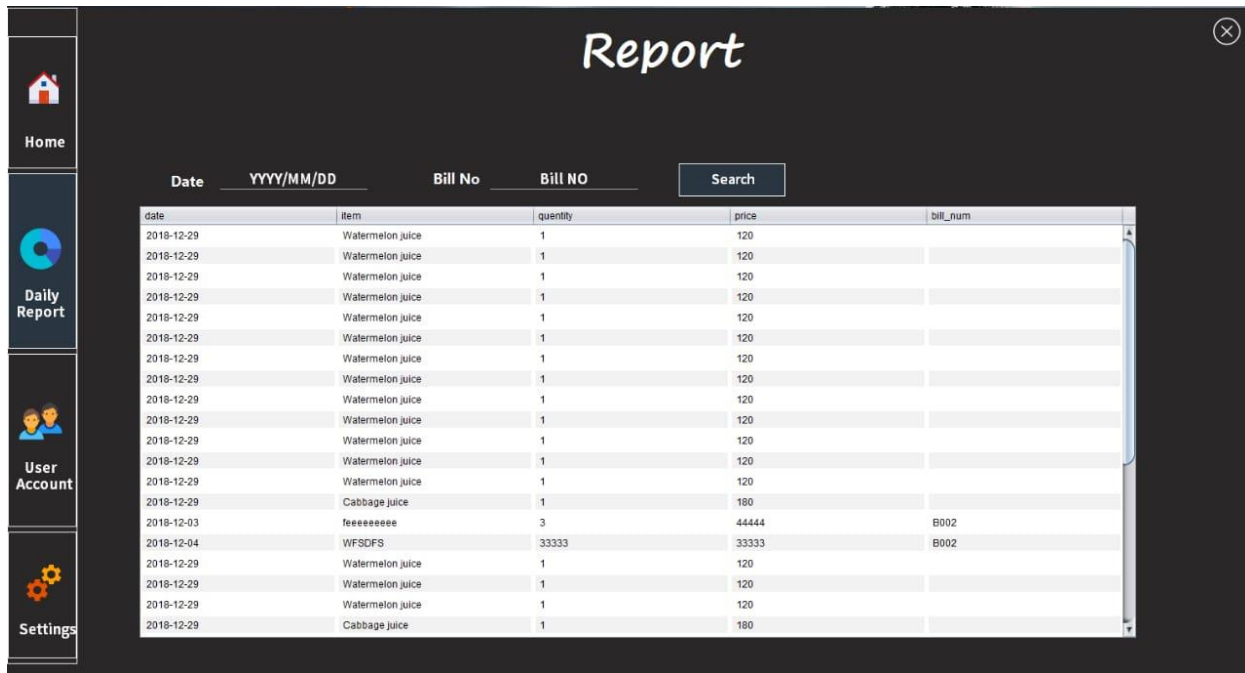 Report
Home
Daily
Report
User
Account
Settings
Date YYYY/MM/DD Bill No Bill NO Search
date item quentity price bill_num
2018-12-29 Watermelon juice 1 120
2018-12-29 Watermelon juice 1 120
2018-12-29 Watermelon juice 1 120
2018-12-29 Watermelon juice 1 120
2018-12-29 Watermelon juice 1 120
2018-12-29 Watermelon juice 1 120
2018-12-29 Watermelon juice 1 120
2018-12-29 Watermelon juice 1 120
2018-12-29 Watermelon juice 1 120
2018-12-29 Watermelon juice 1 120
2018-12-29 Watermelon juice 1 120
2018-12-29 Watermelon juice 1 120
2018-12-29 Watermelon juice 1 120
2018-12-29 Cabbage juice 1 180
2018-12-03 feeeeeeeee 3 44444 B002
2018-12-04 WFSDFS 33333 33333 B002
2018-12-29 Watermelon juice 1 120
2018-12-29 Watermelon juice 1 120
2018-12-29 Watermelon juice 1 120
2018-12-29 Cabbage juice 1 180